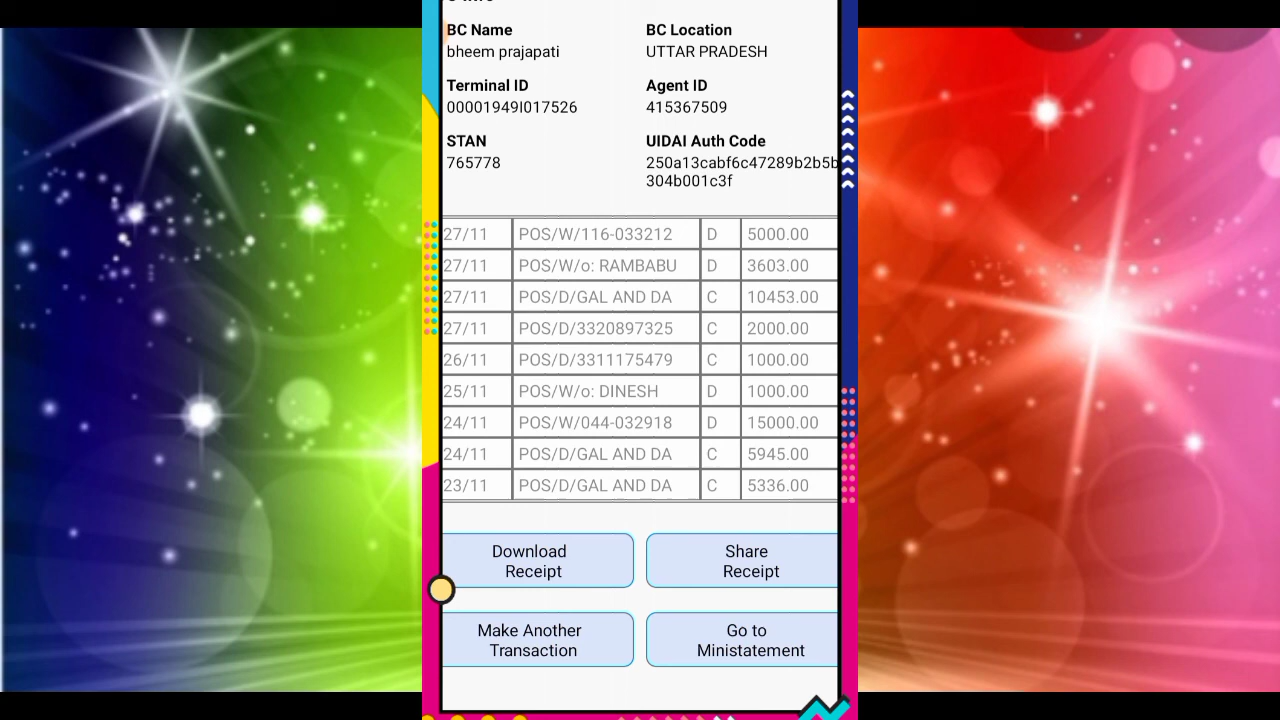 BC Name BC Location
bheem prajapati UTTAR PRADESH
Terminal ID Agent ID
00001949I017526 415367509
STAN UIDAI Auth Code
765778 250a13cabf6c47289b2b5b
304b001c3f
27/11 POS/W/116-033212 D 5000.00
27/11 POS/W/o: RAMBABU D 3603.00
27/11 POS/D/GAL AND DA C 10453.00
27/11 POS/D/3320897325 C 2000.00
26/11 POS/D/3311175479 C 1000.00
25/11 POS/W/o: DINESH D 1000.00
24/11 POS/W/044-032918 D 15000.00
24/11 POS/D/GAL AND DA C 5945.00
23/11 POS/D/GAL AND DA C 5336.00
Download Share
Receipt Receipt
Make Another Go to
Transaction Ministatement